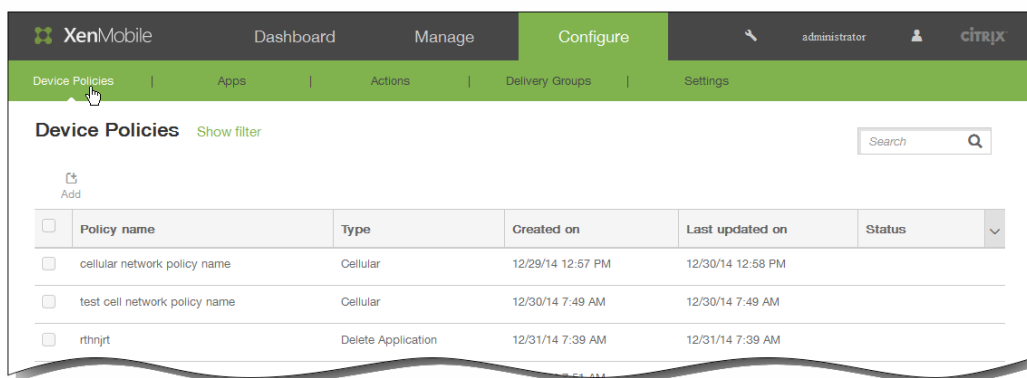 XenMobile Dashboard Manage Configure administrator CİTRIX
Device Policies | Apps | Actions | Delivery Groups | Settings
Device Policies Show filter
Search
Add
Policy name Type Created on Last updated on Status
cellular network policy name Cellular 12/29/14 12:57 PM 12/30/14 12:58 PM
test cell network policy name Cellular 12/30/14 7:49 AM 12/30/14 7:49 AM
rthnjrt Delete Application 12/31/14 7:39 AM 12/31/14 7:39 AM